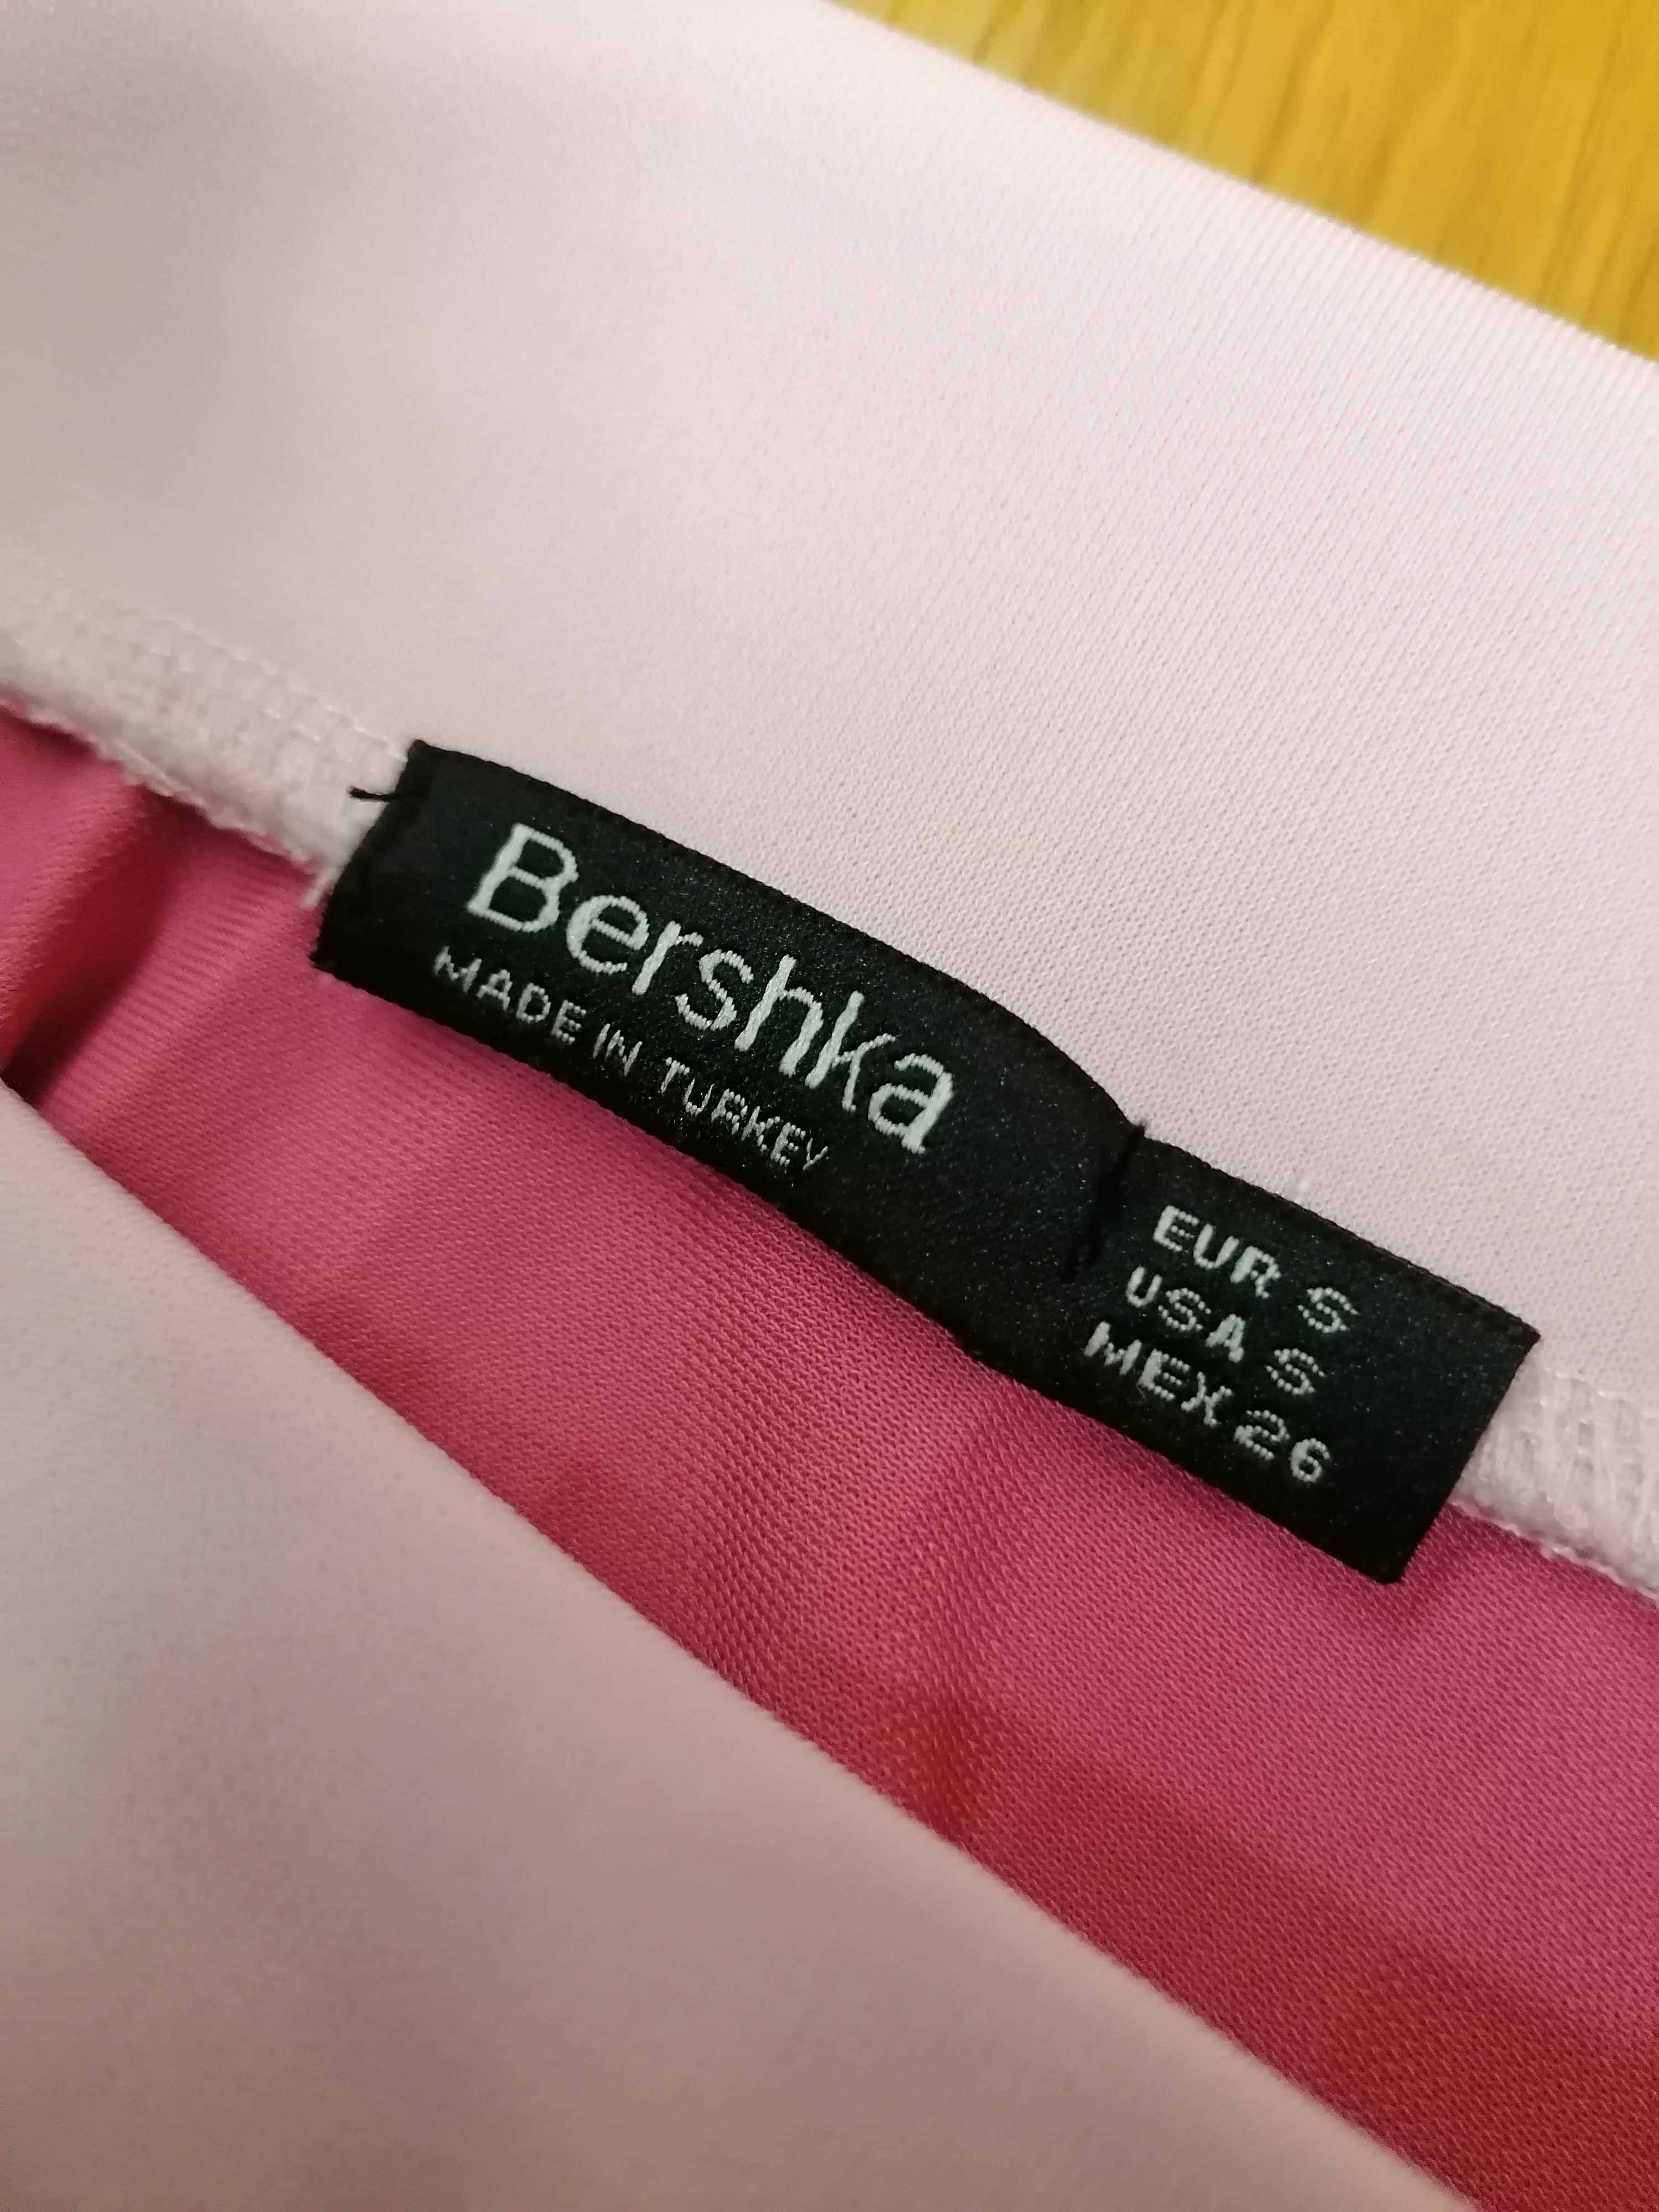 Bershka
MADE IN TURKEY
EUR S
USA S
MEX 26